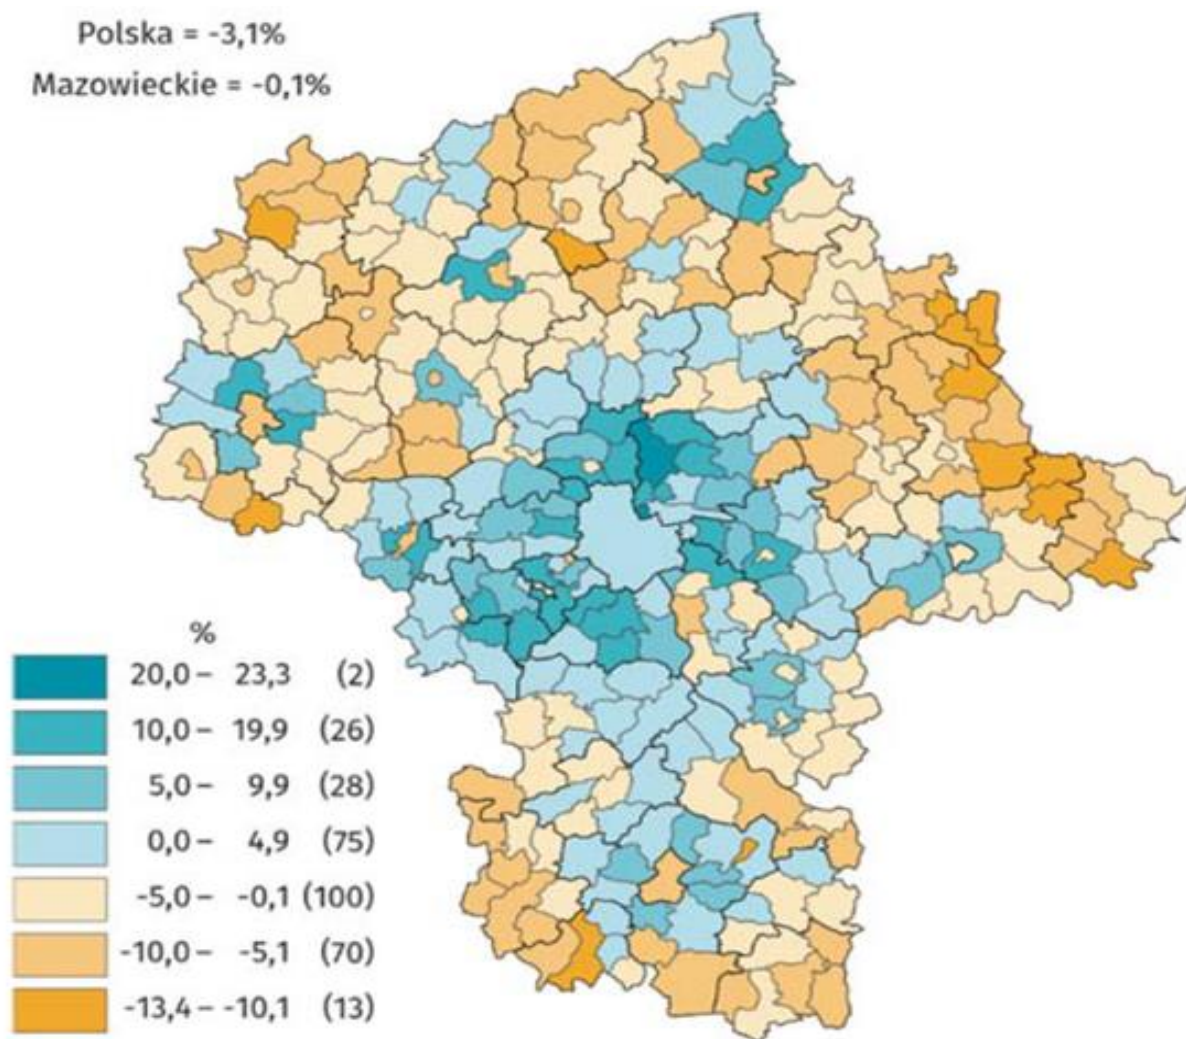 Polska = -3,1%
Mazowieckie = -0,1%
%
20,0 – 23,3 (2)
10,0 – 19,9 (26)
5,0 – 9,9 (28)
0,0 – 4,9 (75)
-5,0 – -0,1 (100)
-10,0 – -5,1 (70)
-13,4 – -10,1 (13)